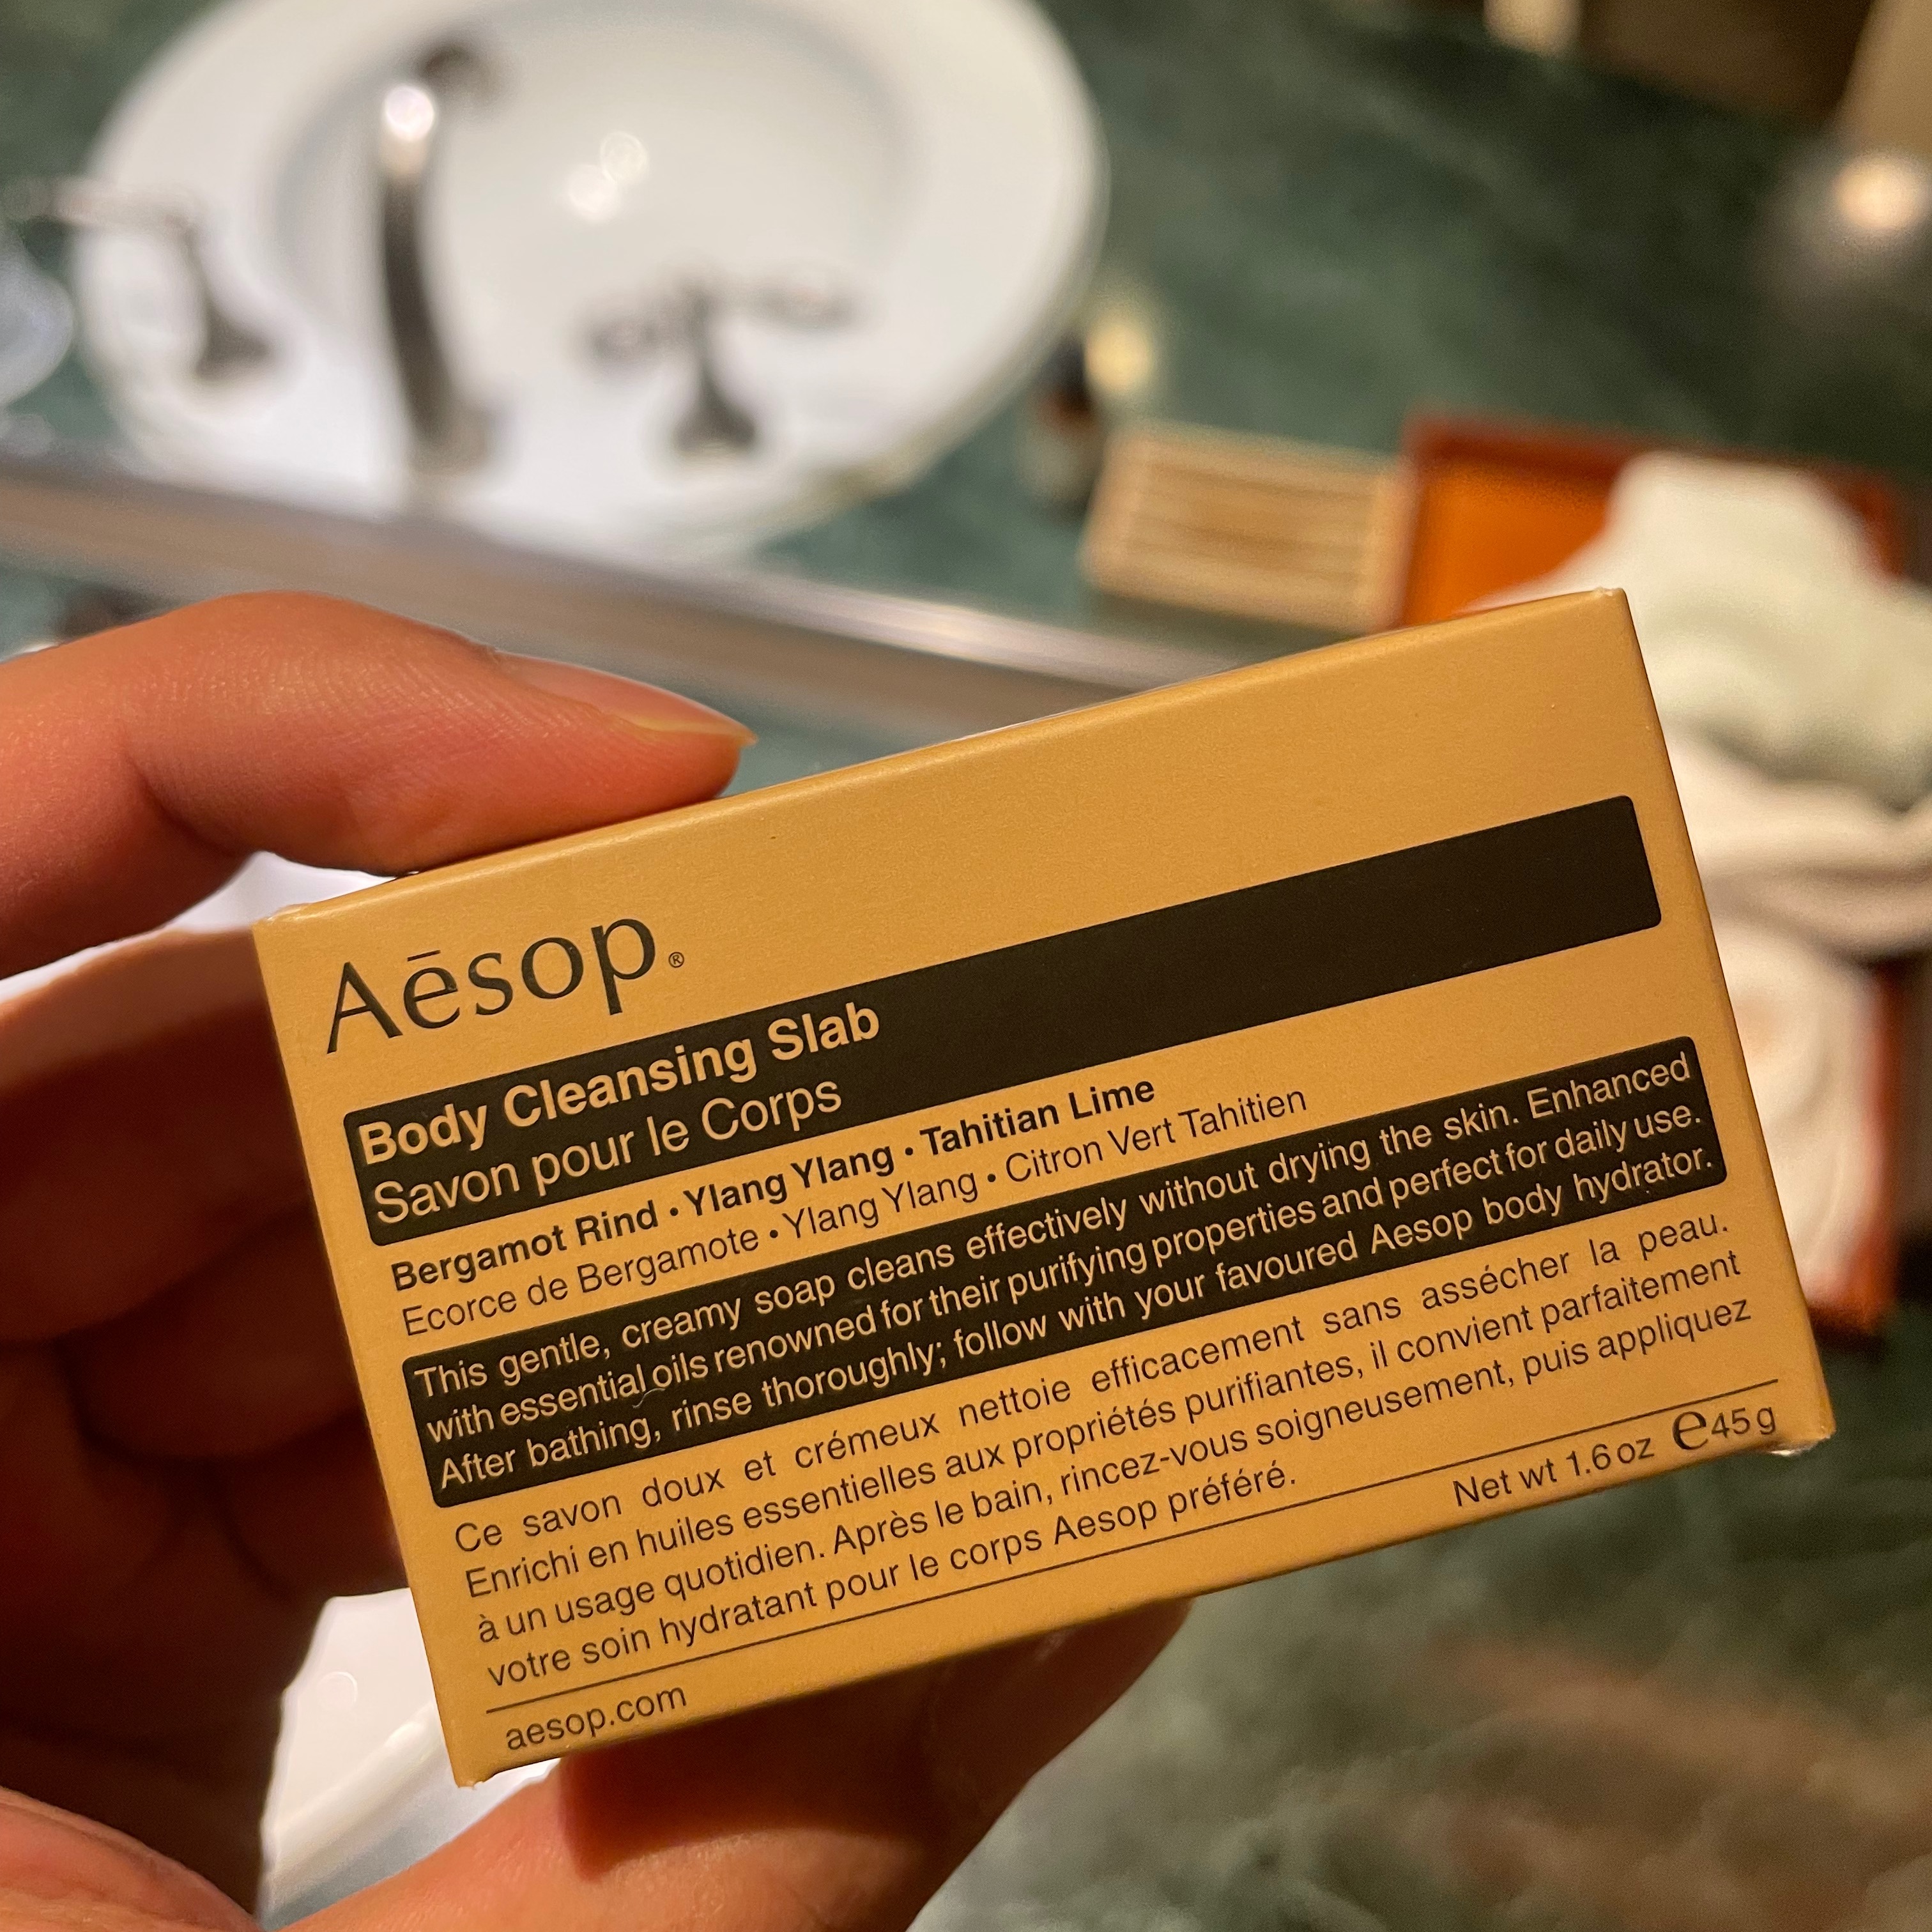 Aēsop®
Body Cleansing Slab
Savon pour le Corps
Bergamot Rind • Ylang Ylang • Tahitian Lime
Ecorce de Bergamote • Ylang Ylang • Citron Vert Tahitien
This gentle, creamy soap cleans effectively without drying the skin. Enhanced
with essential oils renowned for their purifying properties and perfect for daily use.
After bathing, rinse thoroughly; follow with your favoured Aesop body hydrator.
Ce savon doux et crémeux nettoie efficacement sans assécher la peau.
Enrichi en huiles essentielles aux propriétés purifiantes, il convient parfaitement
à un usage quotidien. Après le bain, rincez-vous soigneusement, puis appliquez
votre soin hydratant pour le corps Aesop préféré.
Net wt 1.6 oz ℮45 g
aesop.com